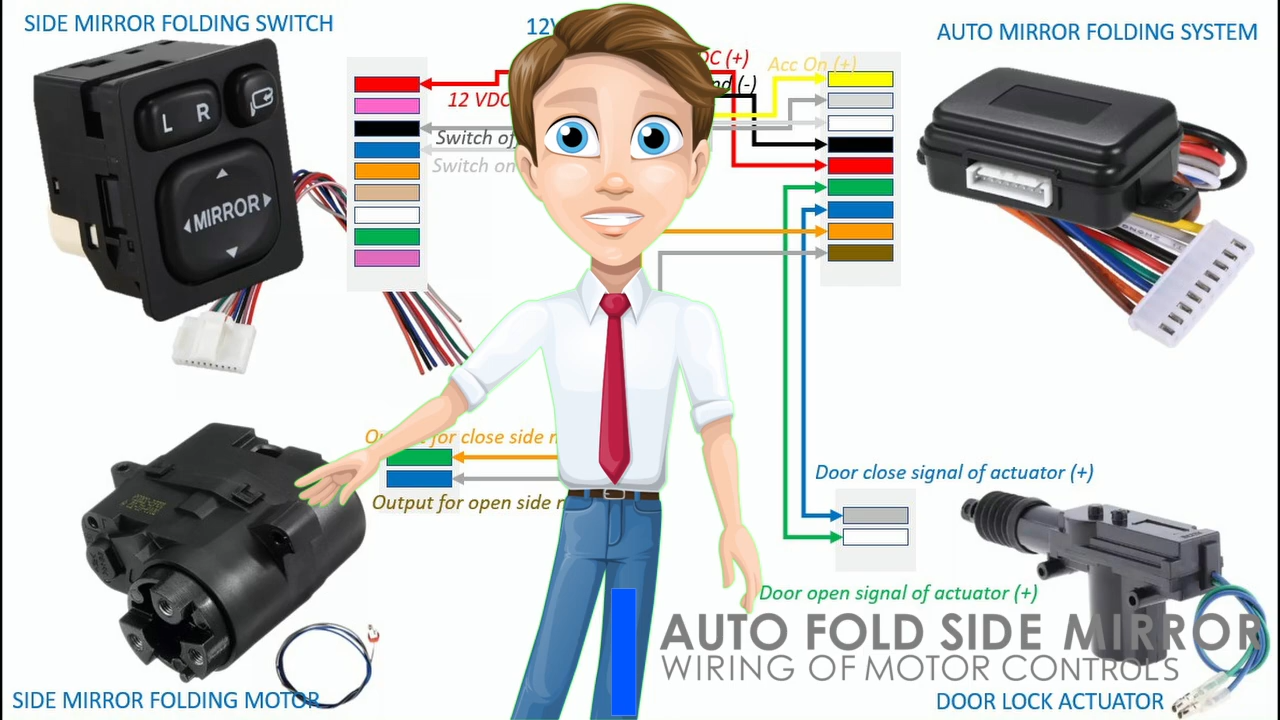 SIDE MIRROR FOLDING SWITCH
12V
AUTO MIRROR FOLDING SYSTEM
DC (+)
Acc On (+)
nd (-)
12 VDC
Switch of
Switch on
L R
MIRROR
Output for close side m
Output for open side m
Door close signal of actuator (+)
Door open signal of actuator (+)
AUTO FOLD SIDE MIRROR
WIRING OF MOTOR CONTROLS
SIDE MIRROR FOLDING MOTOR
DOOR LOCK ACTUATOR